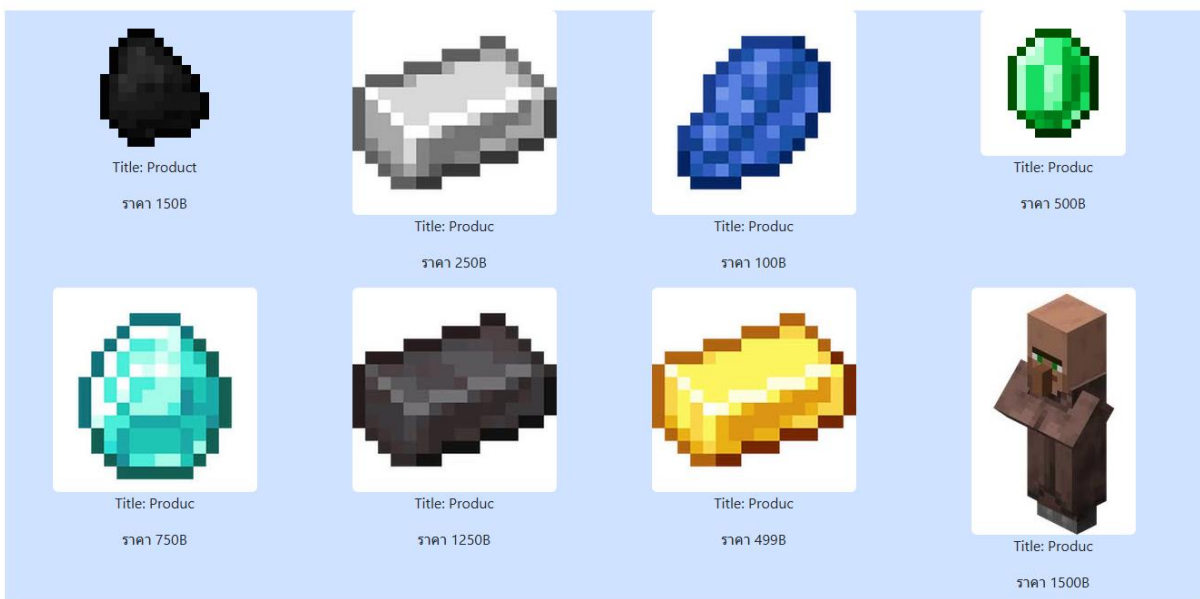 Title: Product
ราคา 150B
Title: Produc
ราคา 250B
Title: Produc
ราคา 100B
Title: Produc
ราคา 500B
Title: Produc
ราคา 750B
Title: Produc
ราคา 1250B
Title: Produc
ราคา 499B
Title: Produc
ราคา 1500B